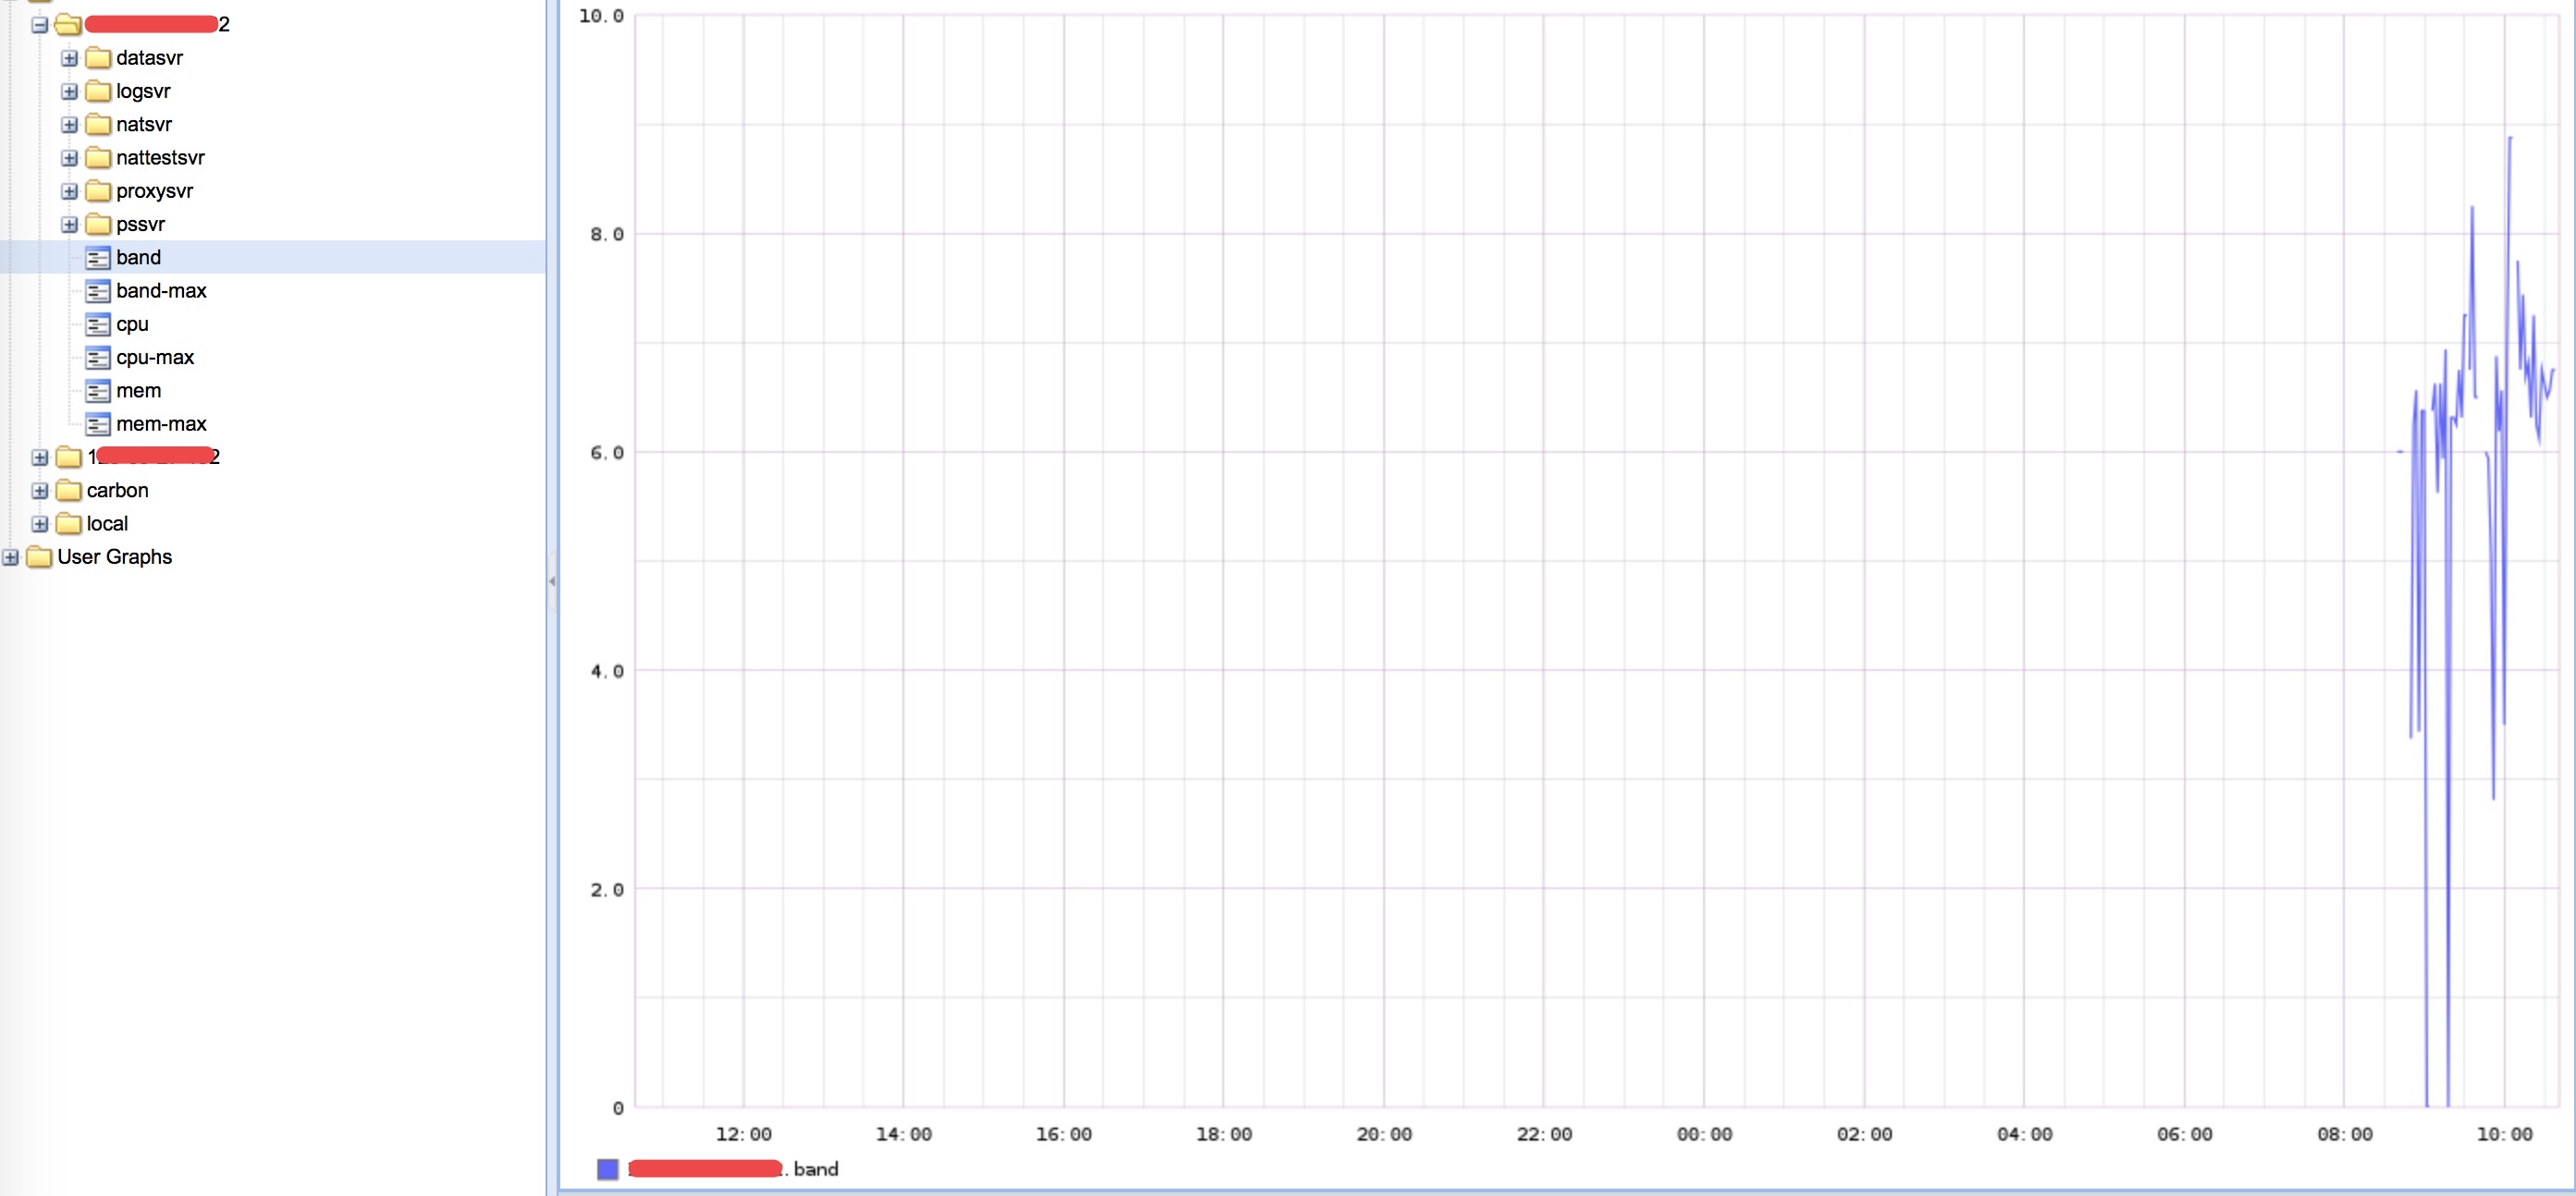 2
datasvr
logsvr
natsvr
nattestsvr
proxysvr
pssvr
band
band-max
cpu
cpu-max
mem
mem-max
1 2
carbon
local
User Graphs
10.0
8.0
6.0
4.0
2.0
0
12:00 14:00 16:00 18:00 20:00 22:00 00:00 02:00 04:00 06:00 08:00 10:00
. band